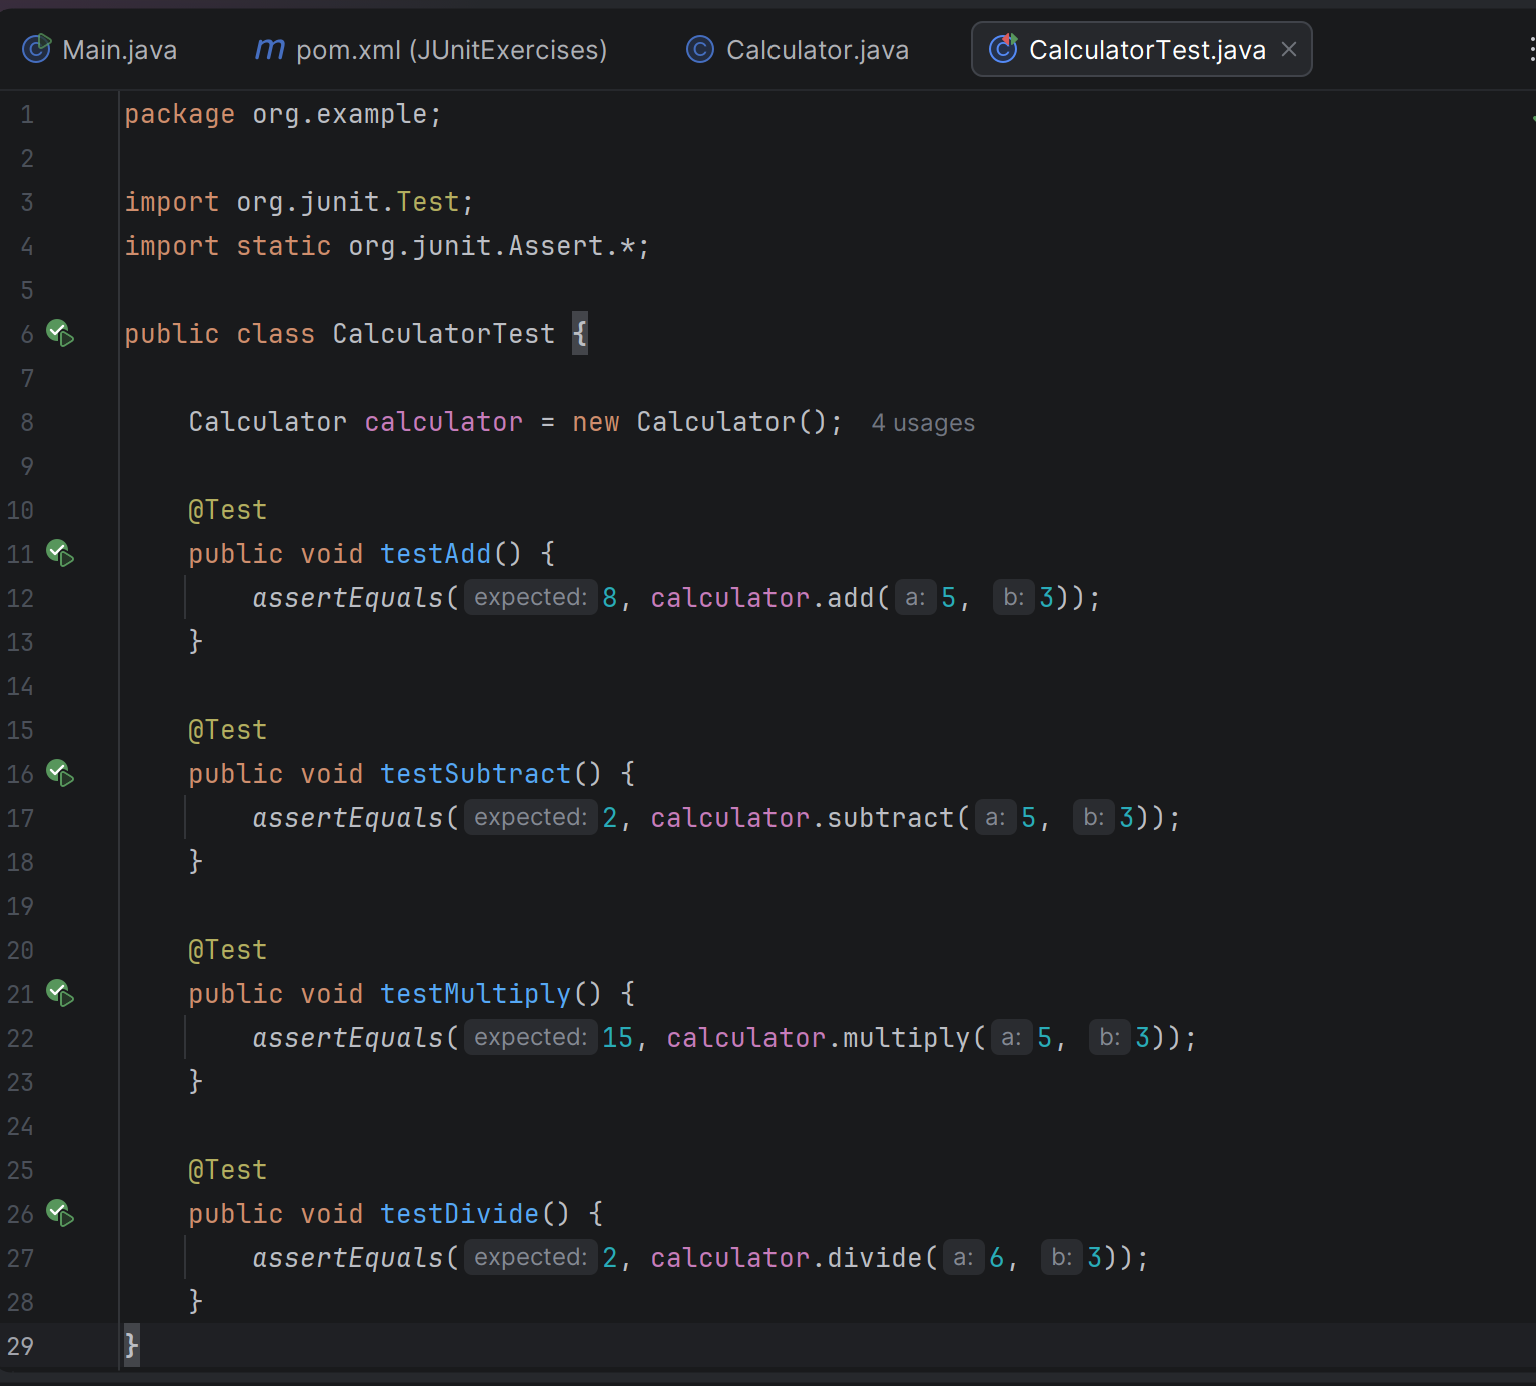 Main.java m pom.xml (JUnitExercises) Calculator.java CalculatorTest.java
1 package org.example;
2
3 import org.junit.Test;
4 import static org.junit.Assert.*;
5
6 public class CalculatorTest {
7
8 Calculator calculator = new Calculator(); 4 usages
9
10 @Test
11 public void testAdd() {
12 assertEquals( expected: 8, calculator.add( a: 5, b: 3));
13 }
14
15 @Test
16 public void testSubtract() {
17 assertEquals( expected: 2, calculator.subtract( a: 5, b: 3));
18 }
19
20 @Test
21 public void testMultiply() {
22 assertEquals( expected: 15, calculator.multiply( a: 5, b: 3));
23 }
24
25 @Test
26 public void testDivide() {
27 assertEquals( expected: 2, calculator.divide( a: 6, b: 3));
28 }
29 }